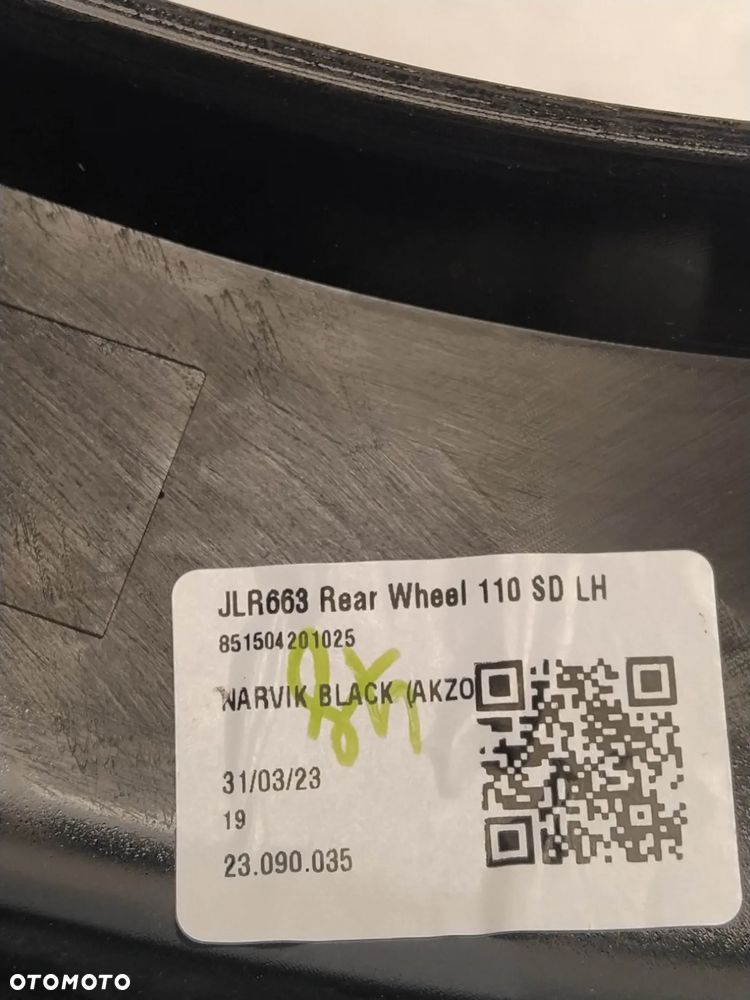 JLR663 Rear Wheel 110 SD LH
851504201025
NARVIK BLACK (AKZO
31/03/23
19
23.090.035
OTOMOTO